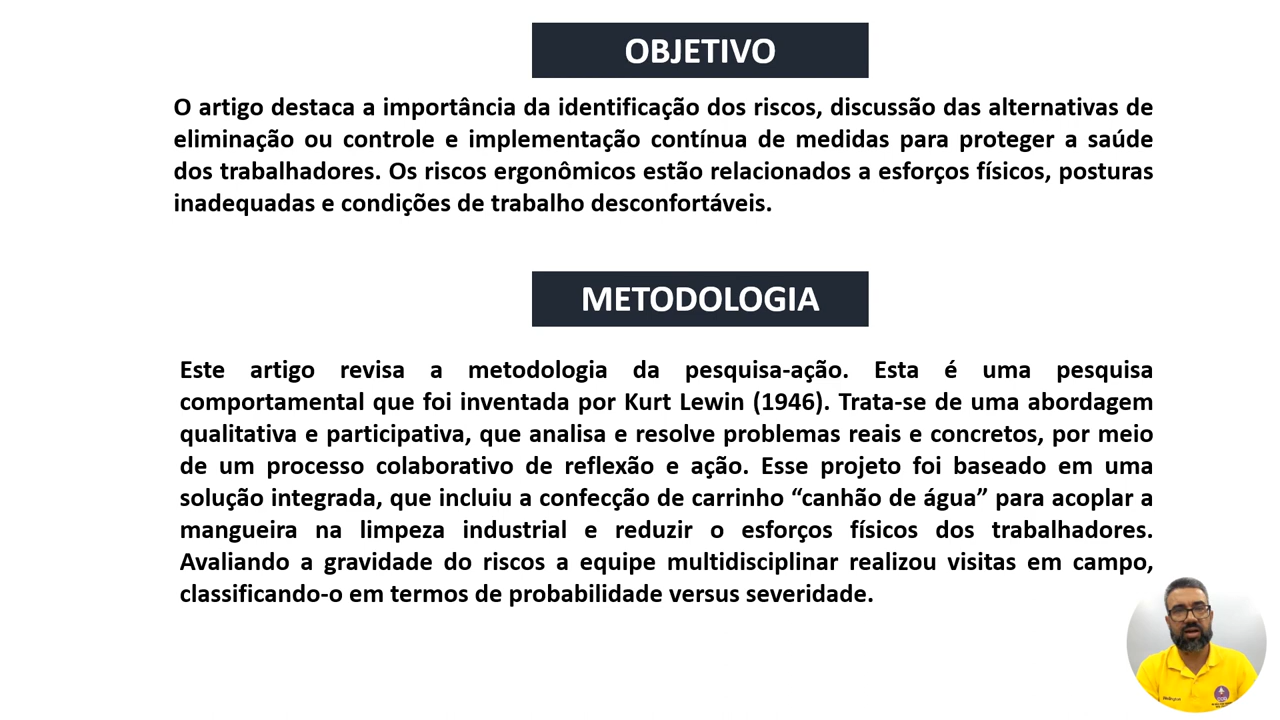 OBJETIVO
O artigo destaca a importância da identificação dos riscos, discussão das alternativas de
eliminação ou controle e implementação contínua de medidas para proteger a saúde
dos trabalhadores. Os riscos ergonômicos estão relacionados a esforços físicos, posturas
inadequadas e condições de trabalho desconfortáveis.
METODOLOGIA
Este artigo revisa a metodologia da pesquisa-ação. Esta é uma pesquisa
comportamental que foi inventada por Kurt Lewin (1946). Trata-se de uma abordagem
qualitativa e participativa, que analisa e resolve problemas reais e concretos, por meio
de um processo colaborativo de reflexão e ação. Esse projeto foi baseado em uma
solução integrada, que incluiu a confecção de carrinho “canhão de água” para acoplar a
mangueira na limpeza industrial e reduzir o esforços físicos dos trabalhadores.
Avaliando a gravidade do riscos a equipe multidisciplinar realizou visitas em campo,
classificando-o em termos de probabilidade versus severidade.